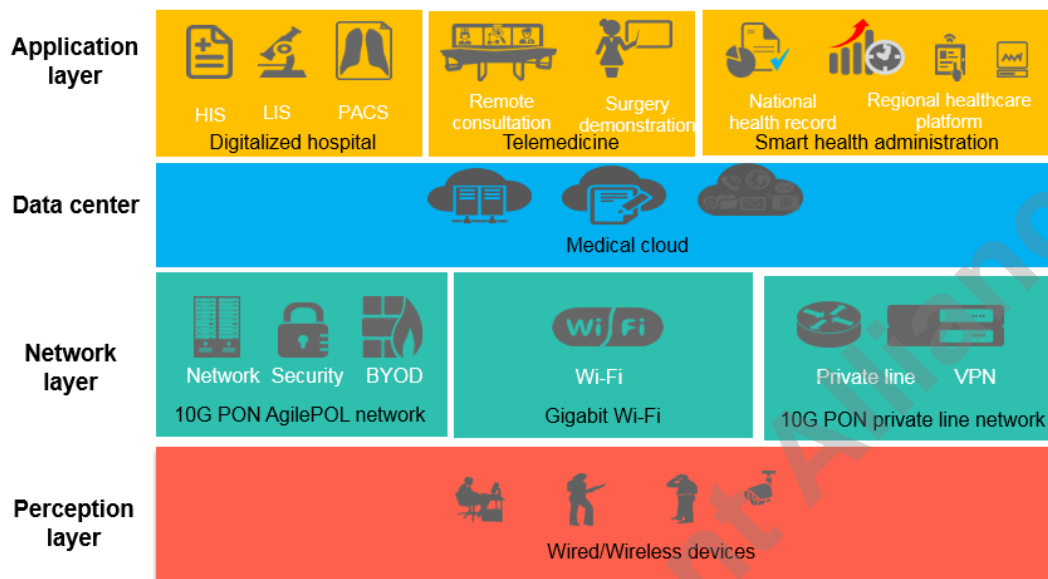 Application
layer
HIS
LIS
PACS
Digitalized hospital
Remote
consultation
Surgery
demonstration
Telemedicine
National
health record
Regional healthcare
platform
Smart health administration
Data center
Medical cloud
Network
layer
Network
Security
BYOD
10G PON AgilePOL network
Wi Fi
Wi-Fi
Gigabit Wi-Fi
Private line
VPN
10G PON private line network
Perception
layer
Wired/Wireless devices